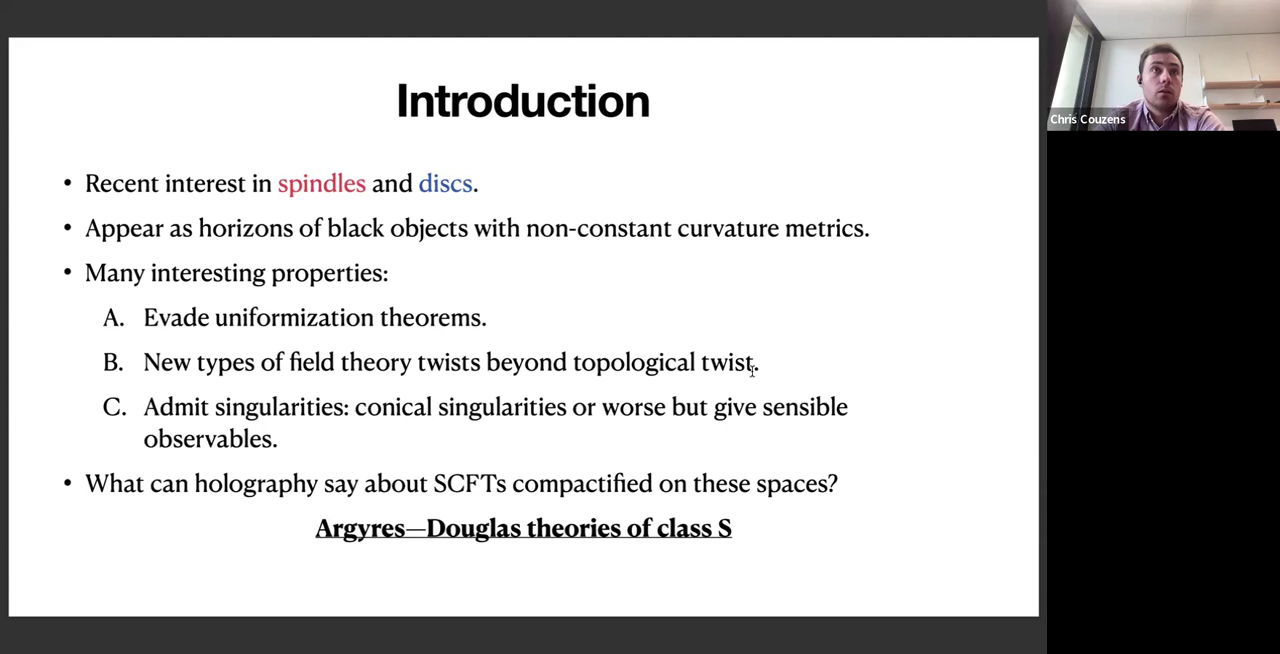 Introduction
• Recent interest in spindles and discs.
• Appear as horizons of black objects with non-constant curvature metrics.
• Many interesting properties:
A. Evade uniformization theorems.
B. New types of field theory twists beyond topological twist.
C. Admit singularities: conical singularities or worse but give sensible
observables.
• What can holography say about SCFTs compactified on these spaces?
Argyres—Douglas theories of class S
Chris Couzens